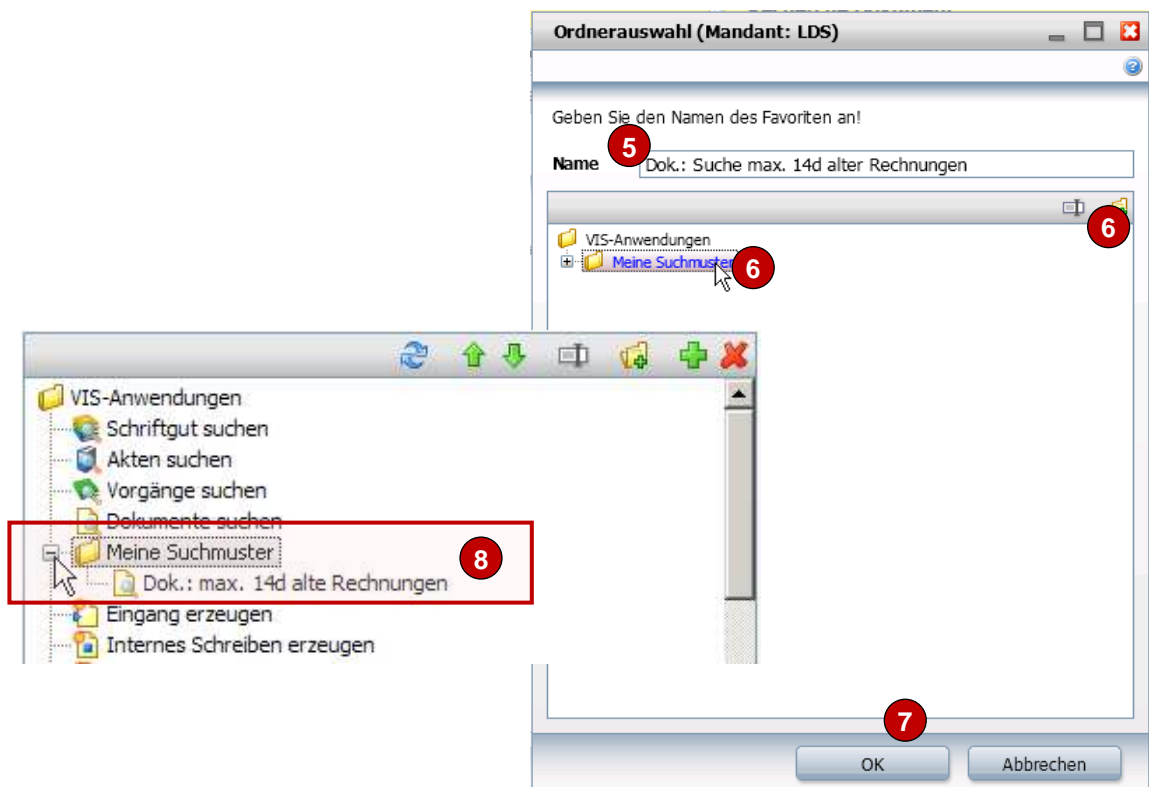 Ordnerauswahl (Mandant: LDS)
Geben Sie den Namen des Favoriten an!
5
Name Dok.: Suche max. 14d alter Rechnungen
6
VIS-Anwendungen
Meine Suchmuster 6
VIS-Anwendungen
Schriftgut suchen
Akten suchen
Vorgänge suchen
Dokumente suchen
Meine Suchmuster 8
Dok.: max. 14d alte Rechnungen
Eingang erzeugen
Internes Schreiben erzeugen
7
OK Abbrechen